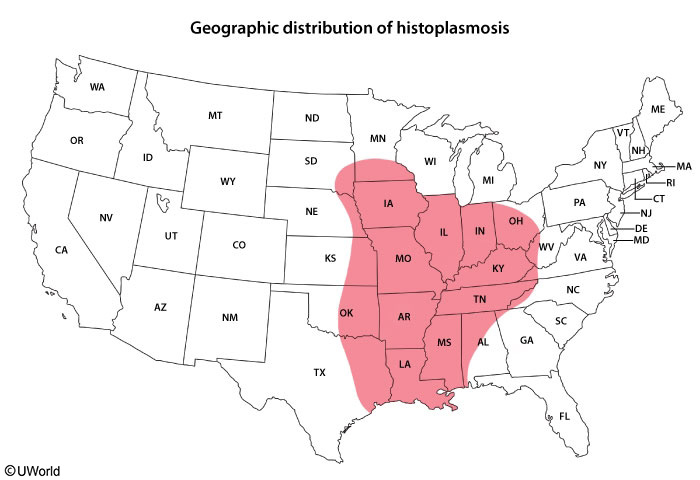 Geographic distribution of histoplasmosis
WA
MT
ND
MN
ME
VT
NH
OR
ID
SD
WI
MI
NY
MA
RI
CT
WY
NE
IA
PA
NJ
NV
UT
CO
IL
IN
OH
DE
MD
WV
VA
CA
KS
MO
KY
NC
AZ
NM
OK
AR
TN
SC
MS
AL
GA
TX
LA
FL
©UWorld